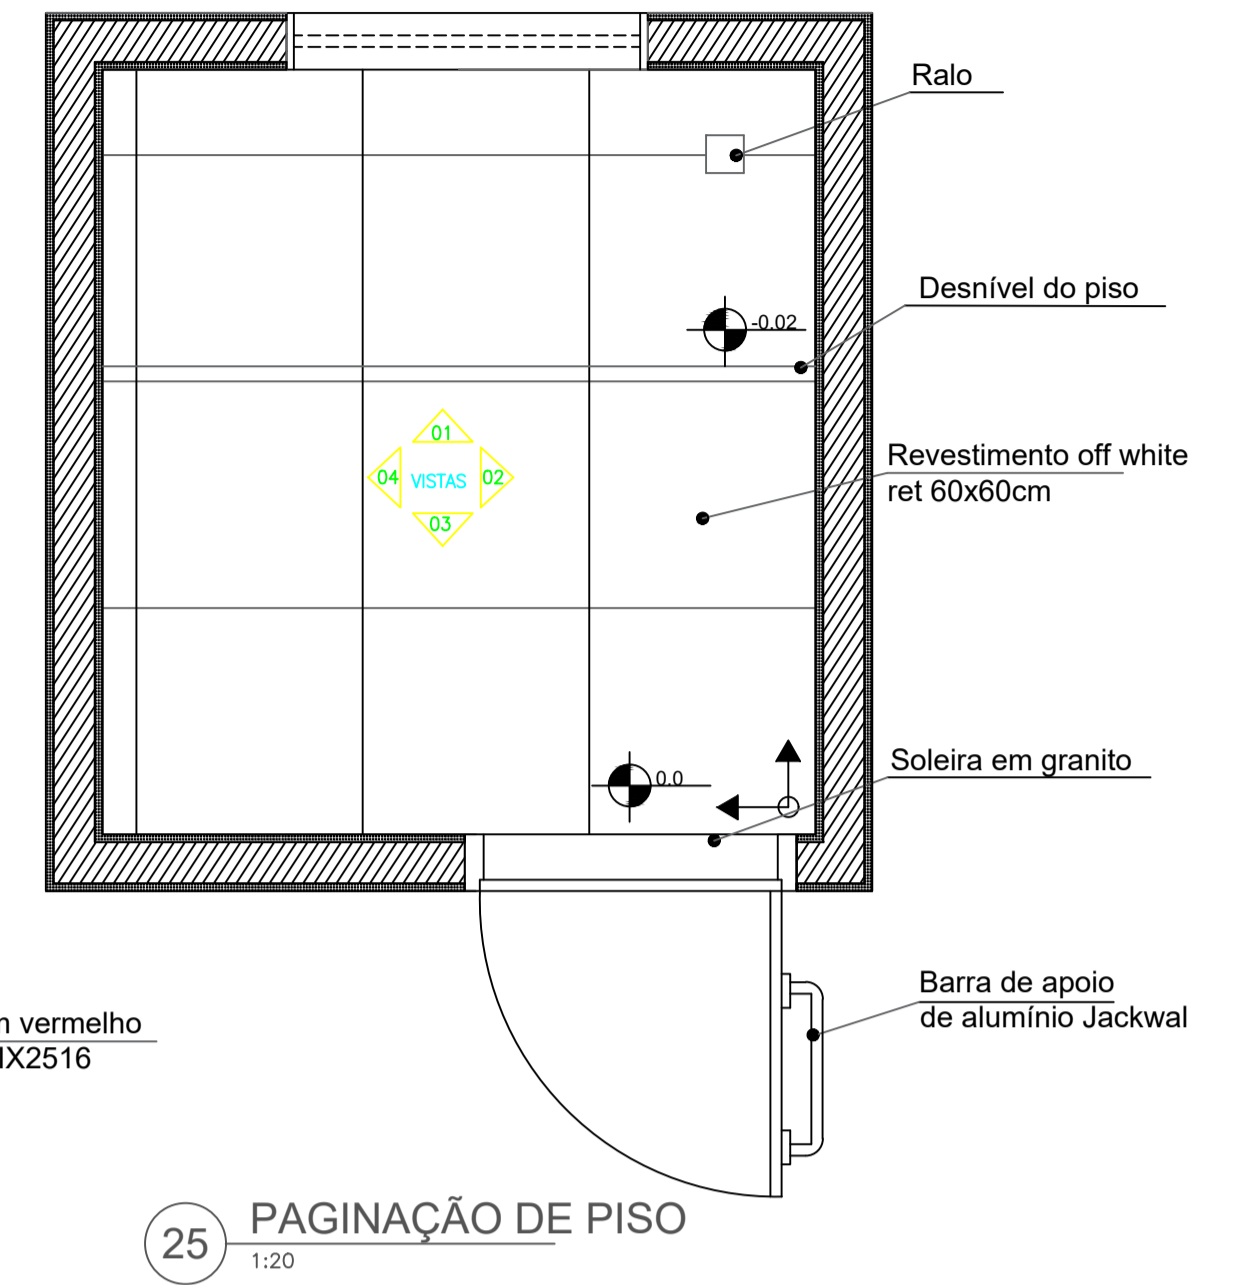 Ralo
-0.02
Desnível do piso
01
04
VISTAS
02
03
Revestimento off white
ret 60x60cm
Soleira em granito
0.0
Barra de apoio
de alumínio Jackwal
vermelho
X2516
25
PAGINAÇÃO DE PISO
1:20